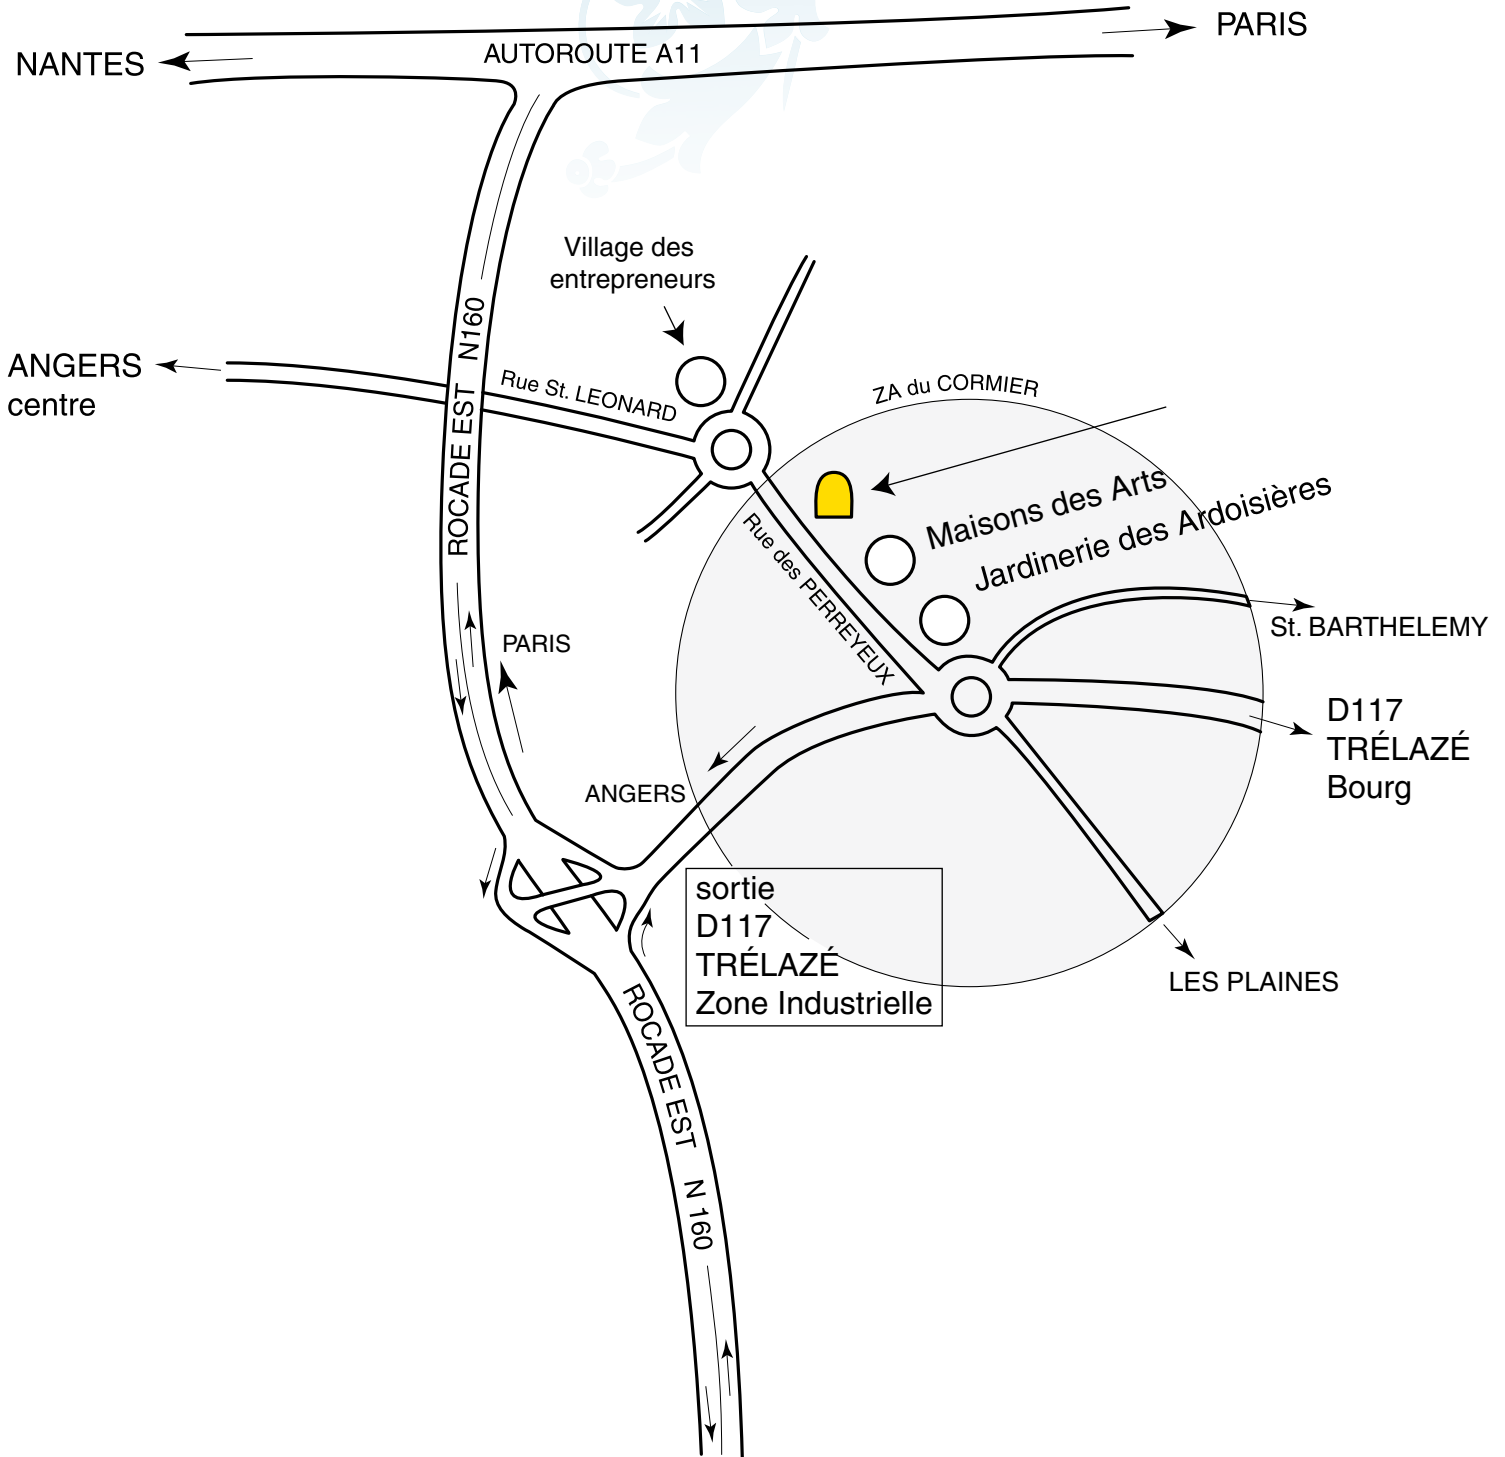 PARIS
AUTOROUTE A11
NANTES
Village des
entrepreneurs
N160
ANGERS
centre
Rue St. LEONARD
ZA du CORMIER
ROCADE EST
Maisons des Arts
Jardinerie des Ardoisières
Rue des PERREYEUX
St. BARTHELEMY
PARIS
D117
TRÉLAZÉ
Bourg
ANGERS
sortie
D117
TRÉLAZÉ
Zone Industrielle
LES PLAINES
ROCADE EST N 160